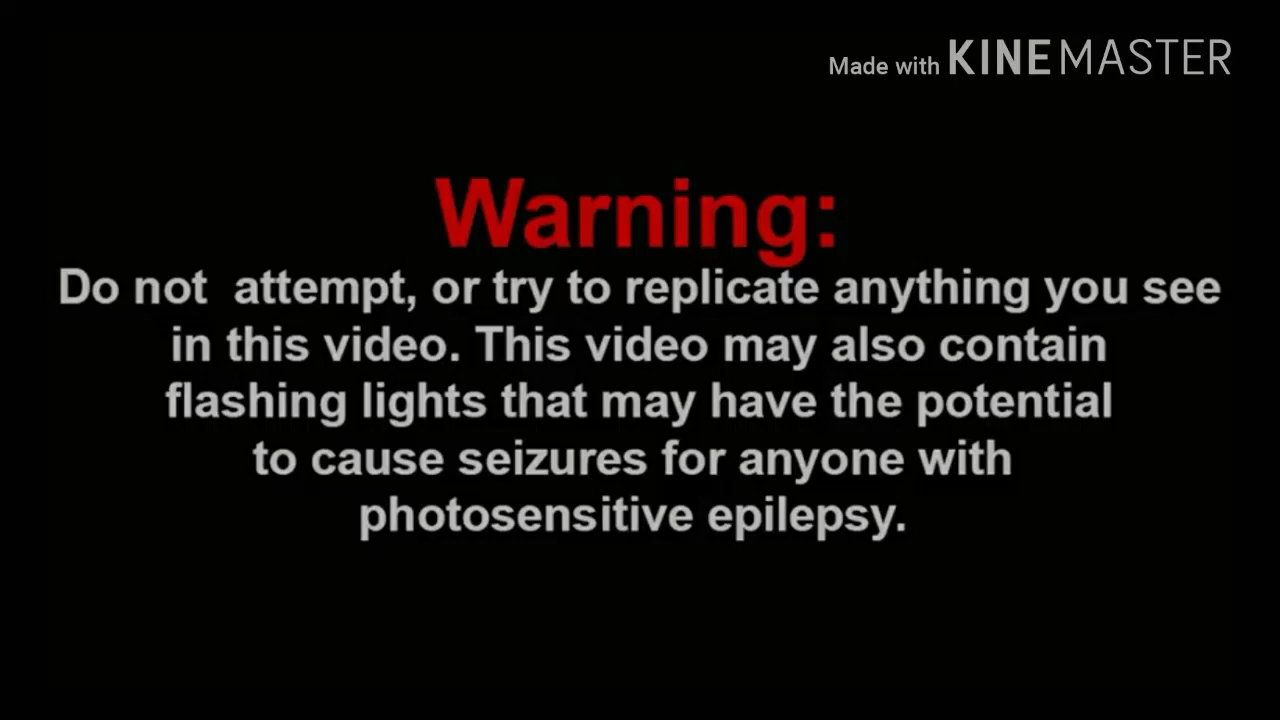 Made with KINEMASTER
Warning:
Do not  attempt, or try to replicate anything you see
in this video. This video may also contain
flashing lights that may have the potential
to cause seizures for anyone with
photosensitive epilepsy.